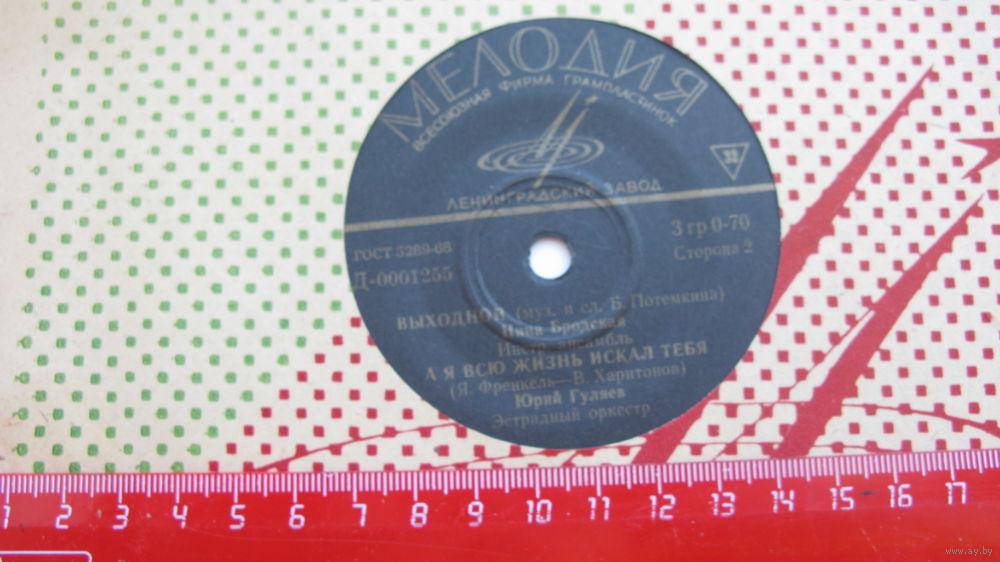 МЕЛОДИЯ
ВСЕСОЮЗНАЯ ФИРМА ГРАМПЛАСТИНОК
33
ЛЕНИНГРАДСКИЙ ЗАВОД
ГОСТ 5289-68
3 гр 0-70
Д-0001255
Сторона 2
ВЫХОДНОЙ (муз. и сл. Б. Потемкина)
Нина Бродская
ансамбль
А Я ВСЮ ЖИЗНЬ ИСКАЛ ТЕБЯ
(Я. Френкель—В. Харитонов)
Юрий Гуляев
Эстрадный оркестр
1 2 3 4 5 6 7 8 9 10 11 12 13 14 15 16 17
www.ay.by